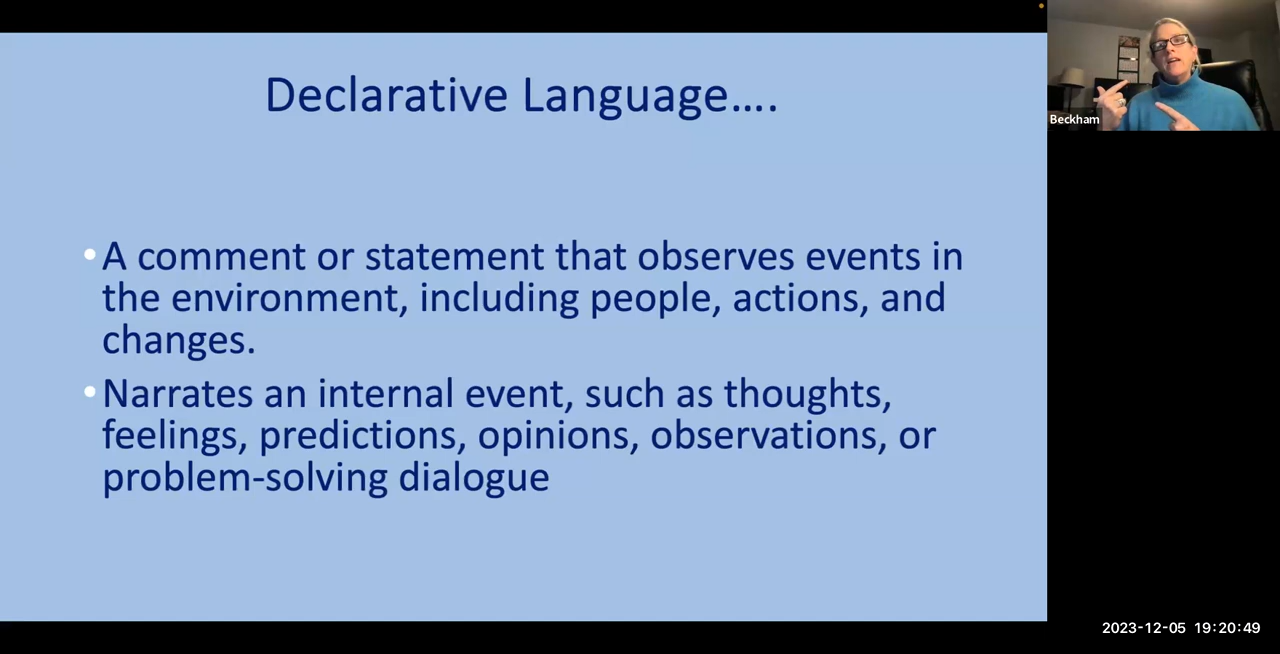 Declarative Language....
Beckham
•A comment or statement that observes events in
the environment, including people, actions, and
changes.
•Narrates an internal event, such as thoughts,
feelings, predictions, opinions, observations, or
problem-solving dialogue
2023-12-05 19:20:49